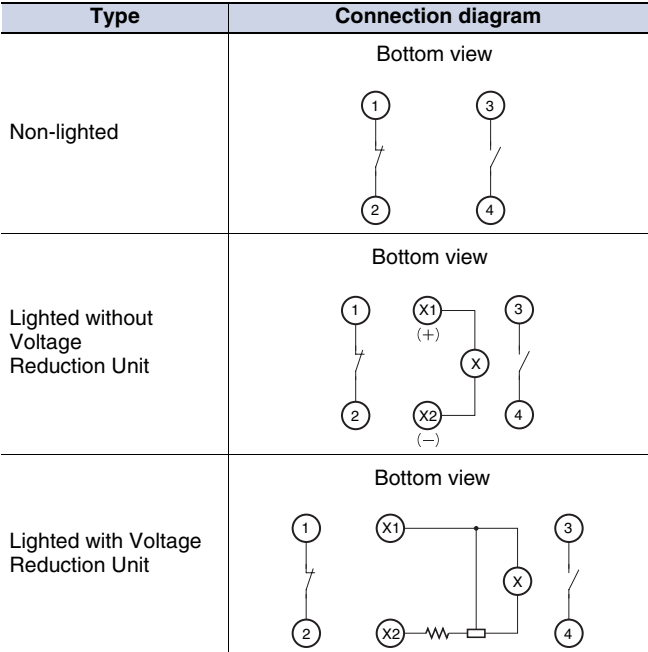 Type Connection diagram
Non-lighted
Bottom view
1 3
2 4
Lighted without
Voltage
Reduction Unit
Bottom view
1 X1 3
(+)
X
2 X2 4
(−)
Lighted with Voltage
Reduction Unit
Bottom view
1 X1 3
X
2 X2 4